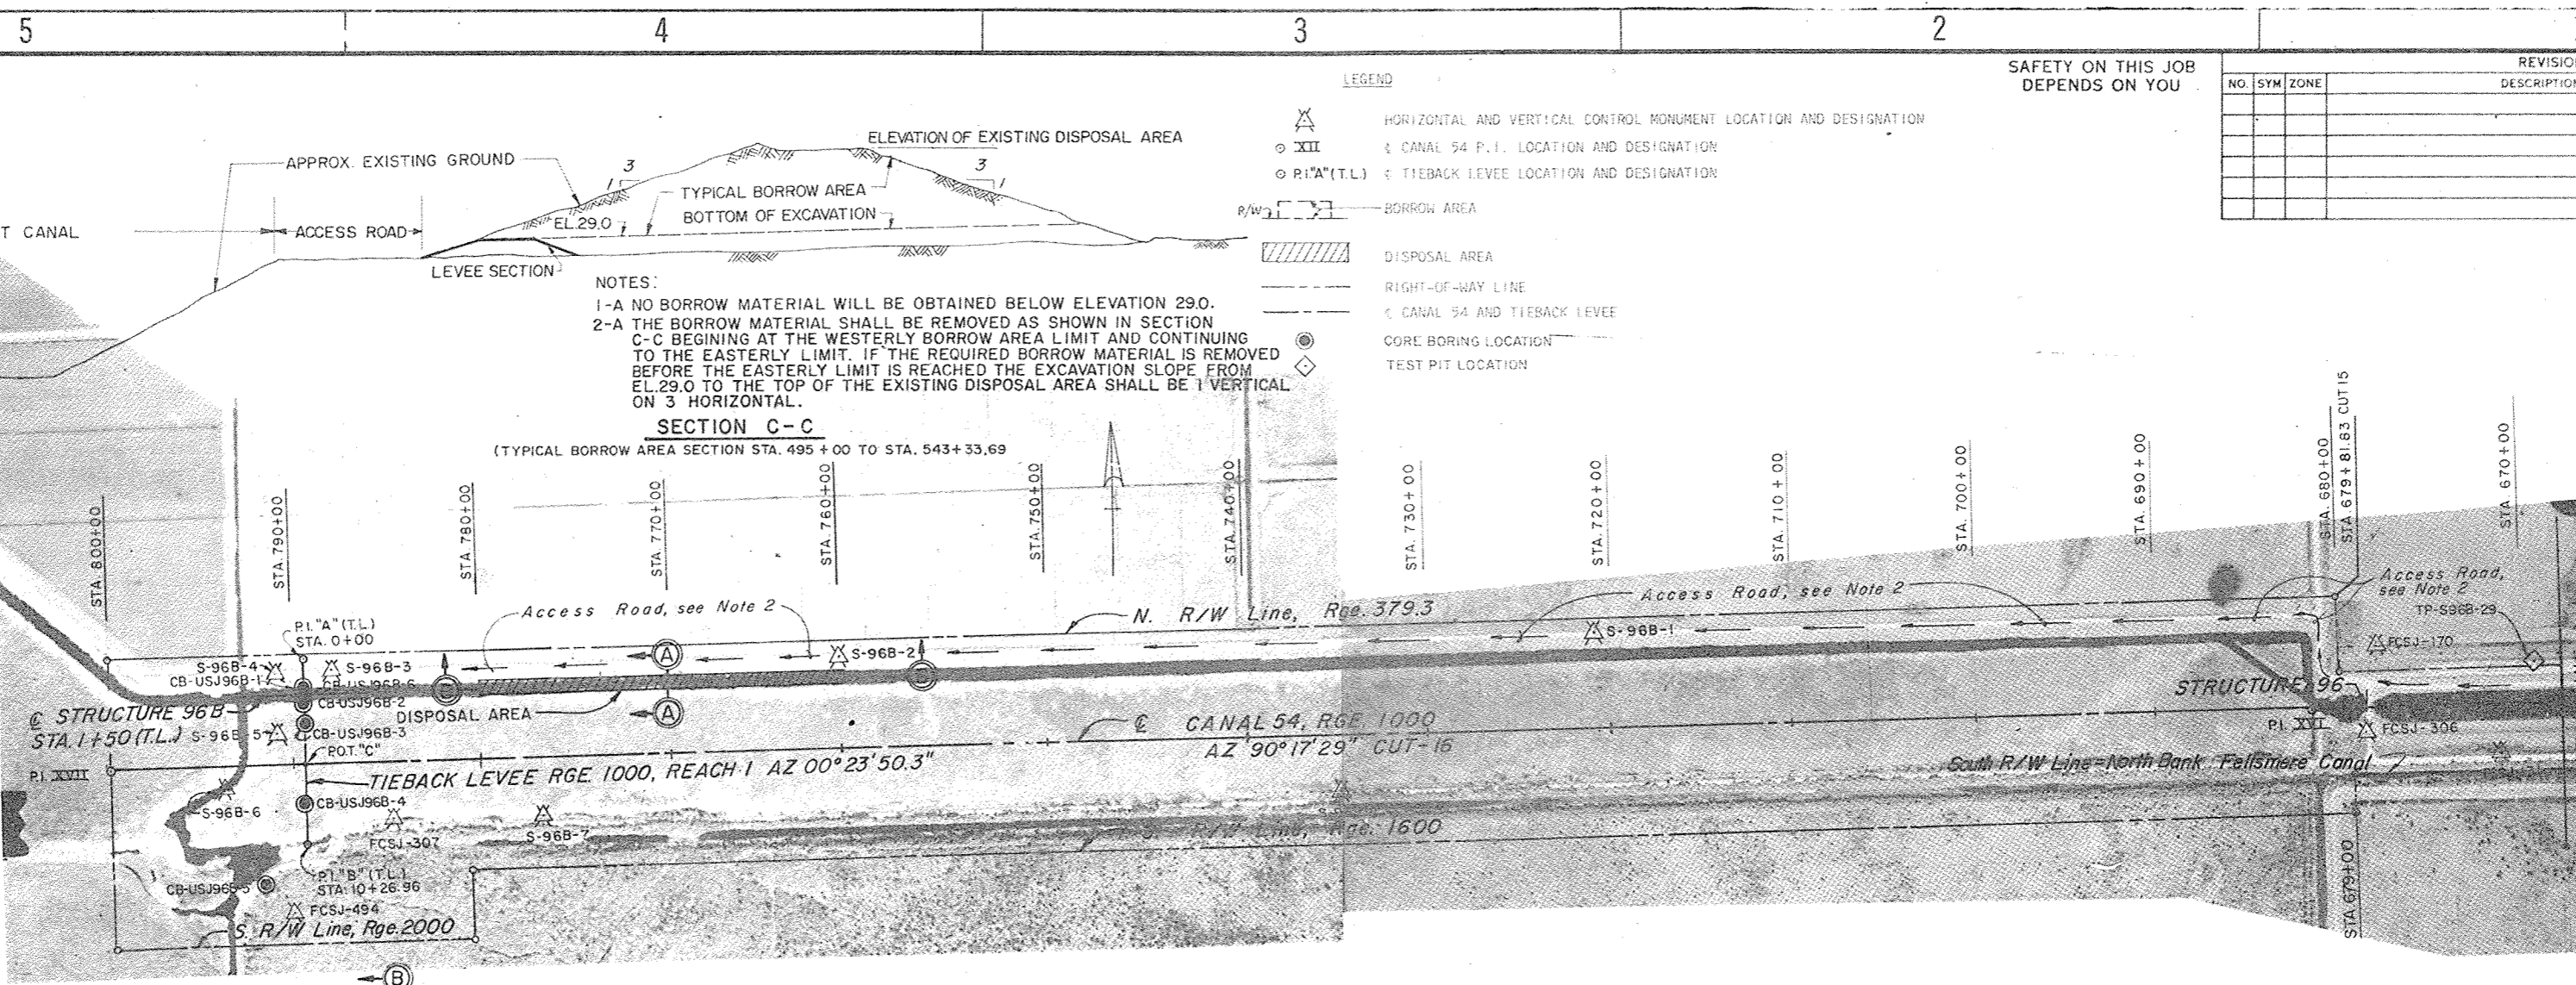 5
4
3
2
SAFETY ON THIS JOB
DEPENDS ON YOU
NO.
SYM
ZONE
LEGEND
HORIZONTAL AND VERTICAL CONTROL MONUMENT LOCATION AND DESIGNATION
XII
℄ CANAL 54 P.I. LOCATION AND DESIGNATION
P.I."A" (T.L.)
℄ TIEBACK LEVEE LOCATION AND DESIGNATION
R/W
BORROW AREA
DISPOSAL AREA
RIGHT-OF-WAY LINE
℄ CANAL 54 AND TIEBACK LEVEE
CORE BORING LOCATION
TEST PIT LOCATION
ELEVATION OF EXISTING DISPOSAL AREA
APPROX. EXISTING GROUND
3
1
3
1
TYPICAL BORROW AREA
BOTTOM OF EXCAVATION
EL.29.0
CANAL
ACCESS ROAD
LEVEE SECTION
NOTES:
1-A NO BORROW MATERIAL WILL BE OBTAINED BELOW ELEVATION 29.0.
2-A THE BORROW MATERIAL SHALL BE REMOVED AS SHOWN IN SECTION
C-C BEGINING AT THE WESTERLY BORROW AREA LIMIT AND CONTINUING
TO THE EASTERLY LIMIT. IF THE REQUIRED BORROW MATERIAL IS REMOVED
BEFORE THE EASTERLY LIMIT IS REACHED THE EXCAVATION SLOPE FROM
EL.29.0 TO THE TOP OF THE EXISTING DISPOSAL AREA SHALL BE 1 VERTICAL
ON 3 HORIZONTAL.
SECTION C-C
(TYPICAL BORROW AREA SECTION STA. 495+00 TO STA. 543+33.69
STA. 800+00
STA. 790+00
STA. 780+00
STA. 770+00
STA. 760+00
STA. 750+00
STA. 740+00
STA. 730+00
STA. 720+00
STA. 710+00
STA. 700+00
STA. 690+00
STA. 680+00
STA. 679+81.83 CUT 15
STA. 670+00
P.I."A" (T.L.)
STA. 0+00
Access Road, see Note 2
N. R/W Line, Rge. 379.3
Access Road, see Note 2
Access Road,
see Note 2
TP-S96B-29
S-96B-1
FCSJ-170
S-96B-2
A
S-96B-4
S-96B-3
CB-USJ96B-1
CB-USJ96B-6
CB-USJ96B-2
STRUCTURE 96
℄ STRUCTURE 96B
DISPOSAL AREA
A
STA. 1+50 (T.L.)
S-96B-5
CB-USJ96B-3
P.O.T. "C"
℄ CANAL 54, RGE. 1000
AZ 90°17'29" CUT-16
P.I. XVI
FCSJ-306
P.I. XVII
TIEBACK LEVEE RGE. 1000, REACH 1 AZ 00°23'50.3"
South R/W Line=North Bank Fellsmere Canal
S-96B-6
CB-USJ96B-4
FCSJ-307
S-96B-7
R/W Line, Rge. 1600
CB-USJ96B-5
P.I."B" (T.L.)
STA. 10+26.96
FCSJ-494
S. R/W Line, Rge.2000
STA.679+00
B